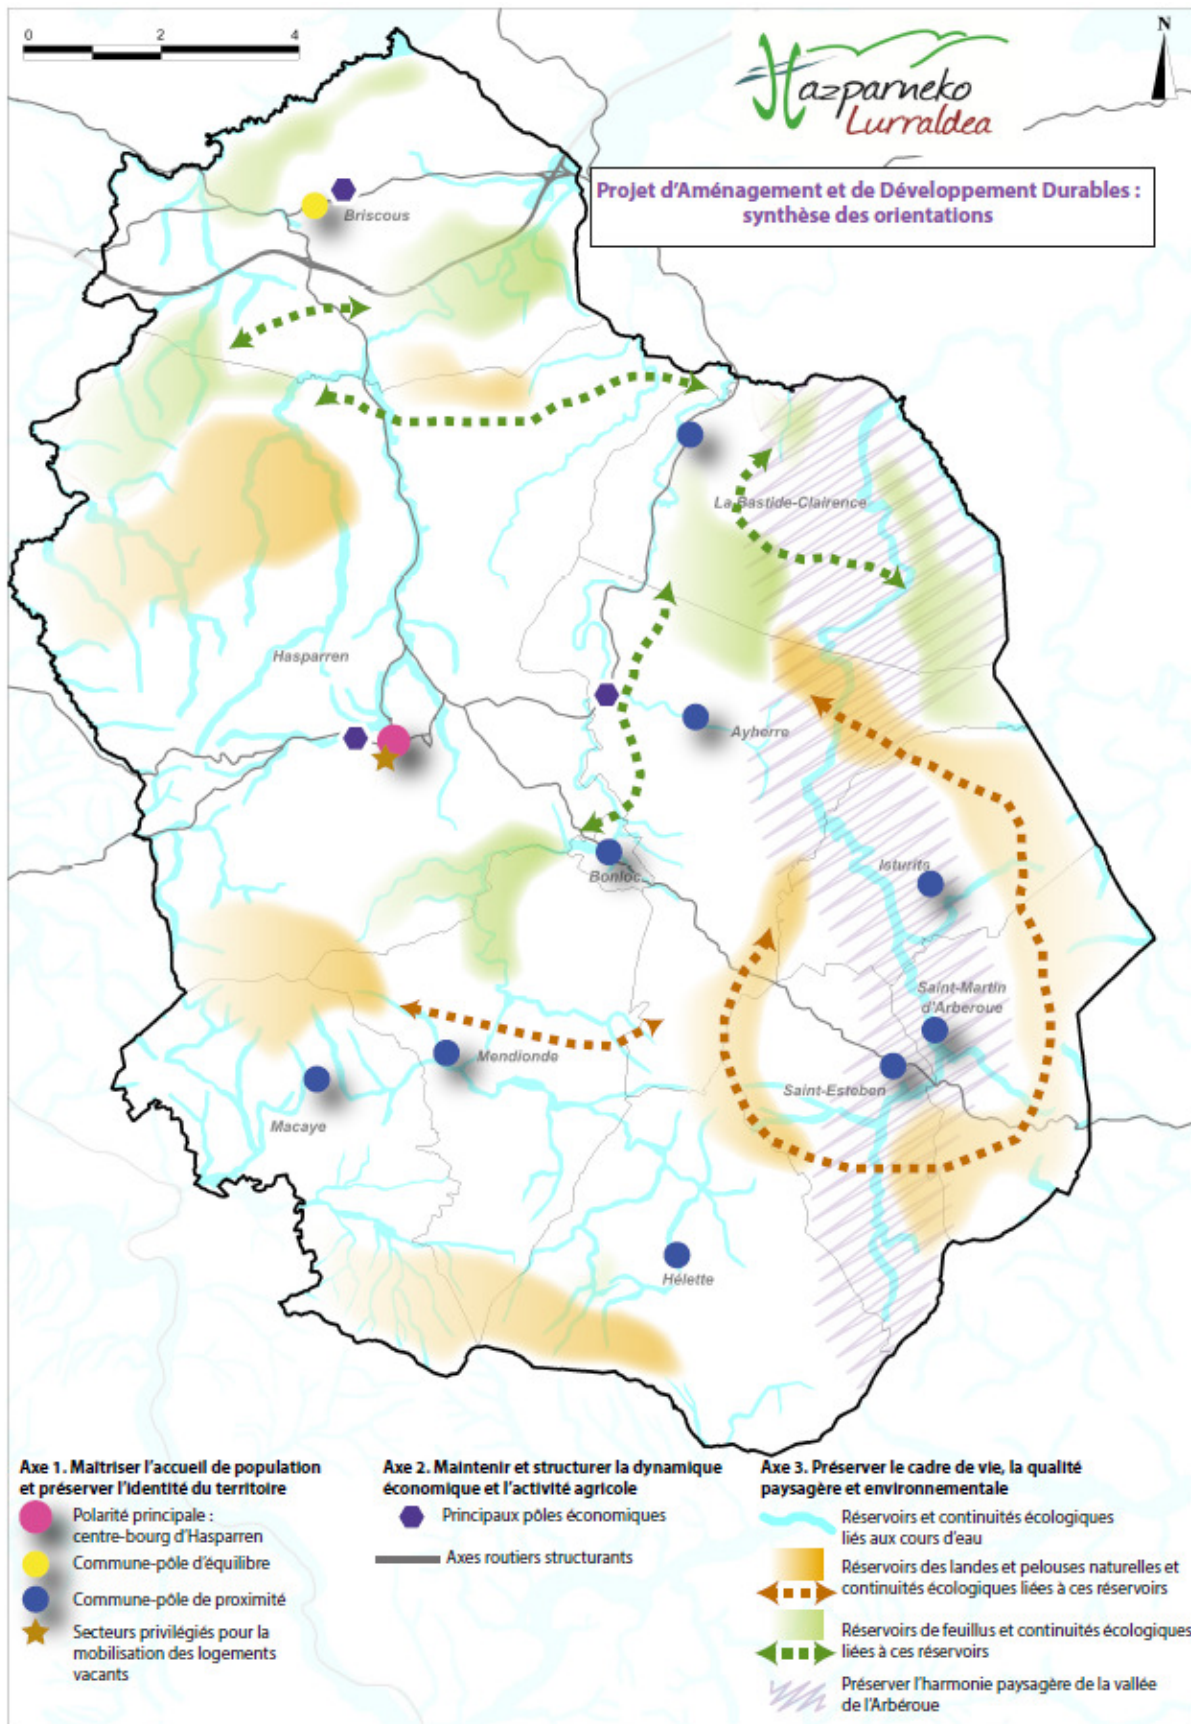 0 2 4
N
Hazparneko
Lurraldea
Projet d'Aménagement et de Développement Durables :
synthèse des orientations
Briscous
La Bastide-Clairence
Hasparren
Ayherre
Isturits
Bonloc
Saint-Martin
d'Arberoue
Mendionde
Saint-Esteben
Macaye
Hélette
Axe 1. Maîtriser l'accueil de population
et préserver l'identité du territoire
Polarité principale :
centre-bourg d'Hasparren
Commune-pôle d'équilibre
Commune-pôle de proximité
Secteurs privilégiés pour la
mobilisation des logements
vacants
Axe 2. Maintenir et structurer la dynamique
économique et l'activité agricole
Principaux pôles économiques
Axes routiers structurants
Axe 3. Préserver le cadre de vie, la qualité
paysagère et environnementale
Réservoirs et continuités écologiques
liés aux cours d'eau
Réservoirs des landes et pelouses naturelles et
continuités écologiques liées à ces réservoirs
Réservoirs de feuillus et continuités écologiques
liées à ces réservoirs
Préserver l'harmonie paysagère de la vallée
de l'Arbéroue